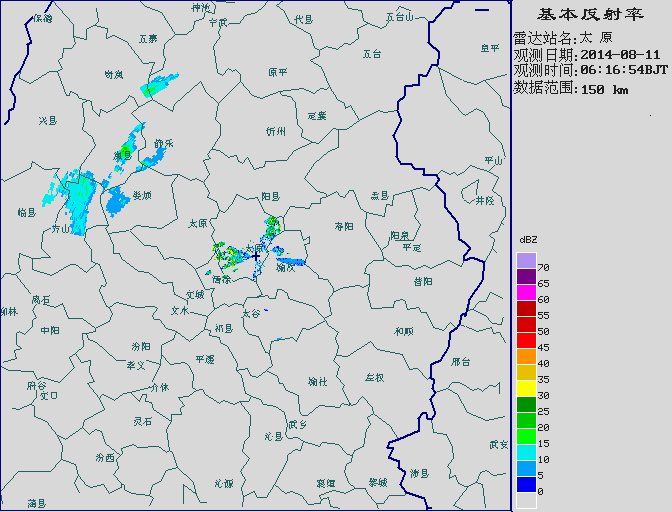 基本反射率
雷达站名:太 原
观测日期:2014-08-11
观测时间:06:16:54BJT
数据范围:150 km
神池
保德
宁武
代县
五台山
五寨
五台
阜平
岢岚
原平
定襄
兴县
忻州
静乐
岚县
平山
娄烦
阳县
盂县
井陉
临县
太原
寿阳
阳泉
平定
方山
太原
榆次
清徐
昔阳
文城
离石
柳林
文水
太谷
祁县
中阳
和顺
汾阳
平遥
孝义
邢台
介休
榆社
左权
隰谷
交口
灵石
武乡
沁县
武安
汾西
沁源
襄垣
黎城
涉县
蒲县
dBZ
70
65
60
55
50
45
40
35
30
25
20
15
10
5
0